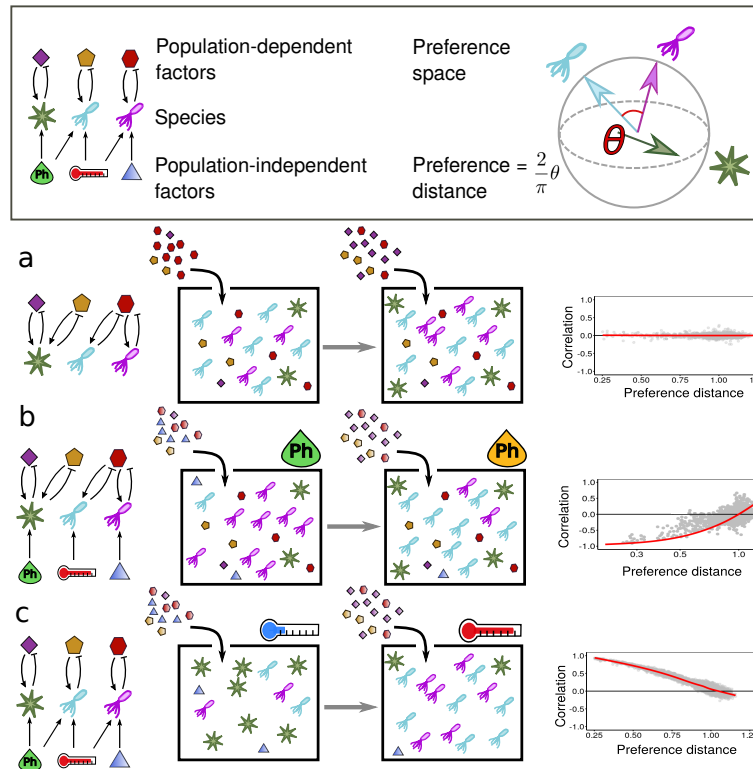 Population-dependent
factors
Species
Population-independent
factors
Ph
Preference
space
Preference
distance = 2/π θ
θ
a
1.0
0.5
0.0
-0.5
-1.0
Correlation
0.25 0.50 0.75 1.00
Preference distance
b
Ph
Ph
Ph
1.0
0.5
0.0
-0.5
-1.0
Correlation
0.3 0.5 1.0
Preference distance
c
Ph
1.0
0.5
0.0
-0.5
-1.0
Correlation
0.25 0.50 0.75 1.00 1.2
Preference distance